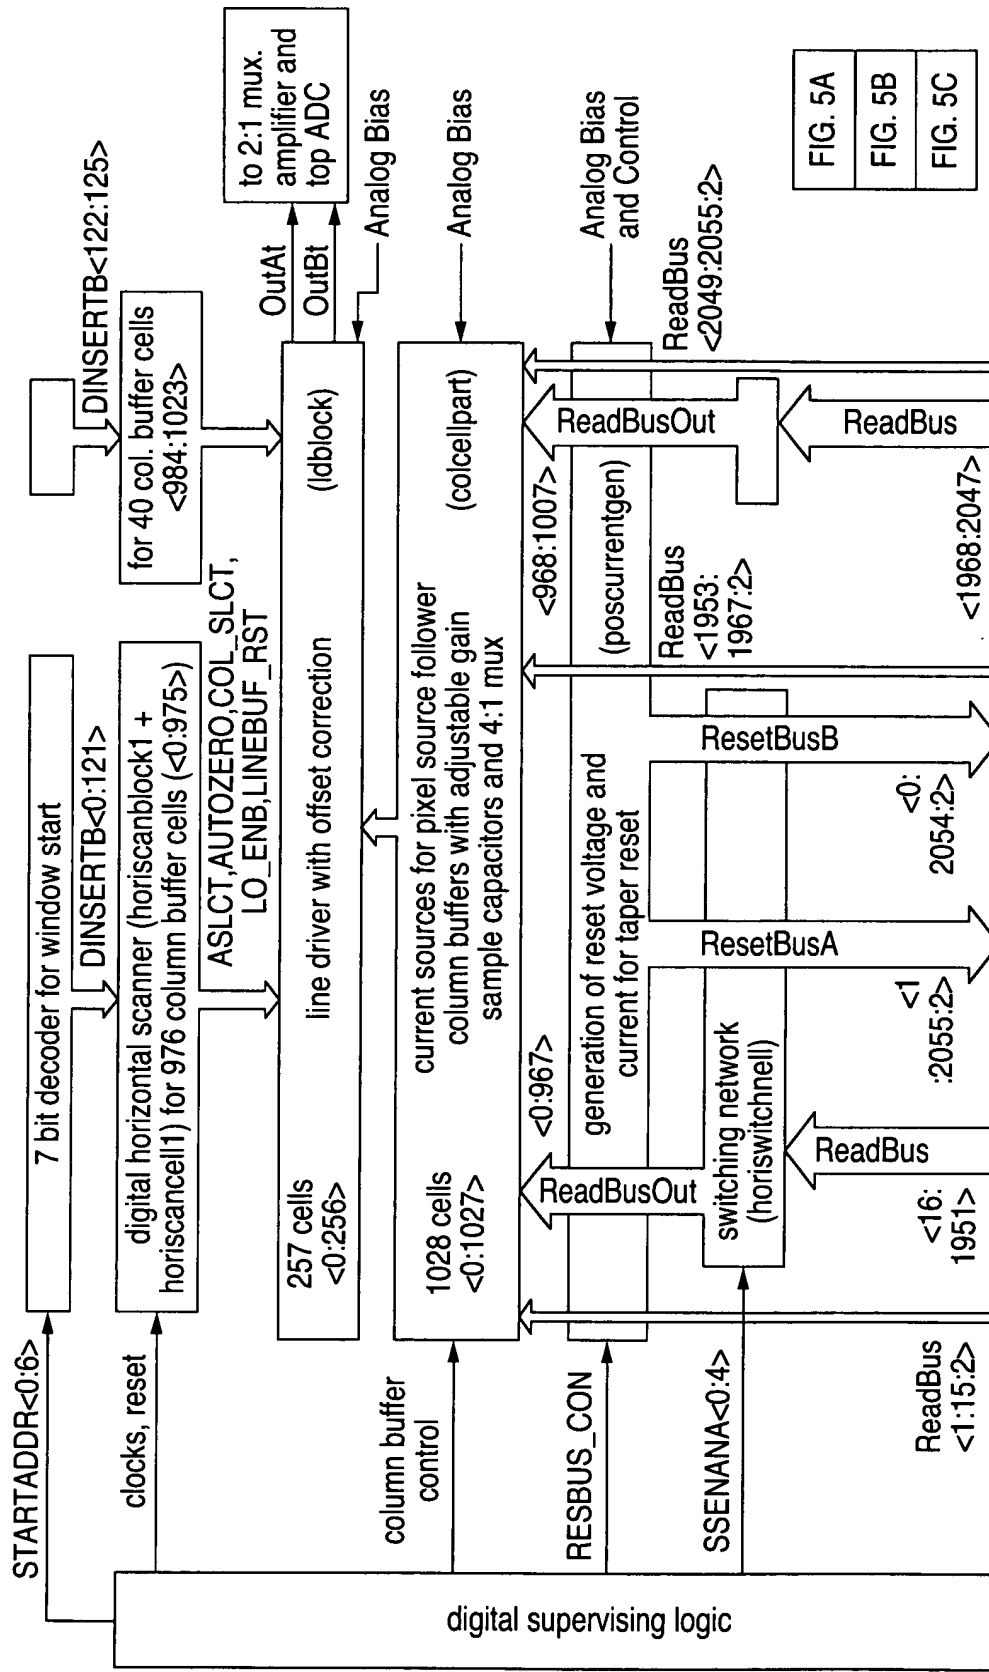 STARTADDR<0:6>
7 bit decoder for window start
DINSERTB<0:121>
DINSERTB<122:125>
clocks, reset
digital horizontal scanner (horiscanblock1 +
horiscancell1) for 976 column buffer cells (<0:975>)
for 40 col. buffer cells
<984:1023>
to 2:1 mux.
amplifier and
top ADC
ASLCT,AUTOZERO,COL_SLCT,
LO_ENB,LINEBUF_RST
OutAt
OutBt
257 cells
<0:256>
line driver with offset correction
(ldblock)
Analog Bias
column buffer
control
1028 cells
<0:1027>
current sources for pixel source follower
column buffers with adjustable gain
sample capacitors and 4:1 mux
(colcellpart)
Analog Bias
<0:967>
<968:1007>
RESBUS_CON
generation of reset voltage and
current for taper reset
(poscurrentgen)
Analog Bias
and Control
ReadBusOut
ReadBus
<1953:
1967:2>
ReadBusOut
ReadBus
<2049:2055:2>
SSENANA<0:4>
switching network
(horiswitchnell)
ResetBusA
ResetBusB
ReadBus
ReadBus
ReadBus
<1:15:2>
<16:
1951>
<1
:2055:2>
<0:
2054:2>
<1968:2047>
digital supervising logic
FIG. 5A
FIG. 5B
FIG. 5C